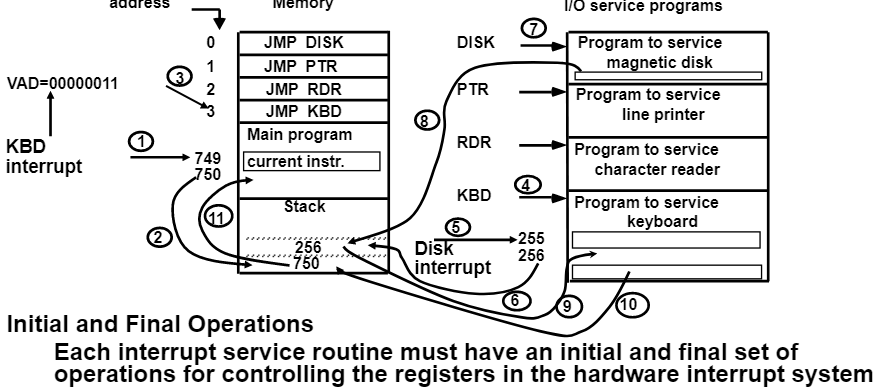 address
Memory
I/O service programs
7
0 JMP DISK
DISK
Program to service
magnetic disk
1 JMP PTR
3
VAD=00000011
2 JMP RDR
PTR
Program to service
line printer
3 JMP KBD
8
Main program
1
KBD
interrupt
749
current instr.
RDR
Program to service
character reader
750
4
KBD
Program to service
keyboard
Stack
11
2
5
256
Disk
interrupt
255
256
750
6
9
10
Initial and Final Operations
Each interrupt service routine must have an initial and final set of
operations for controlling the registers in the hardware interrupt system